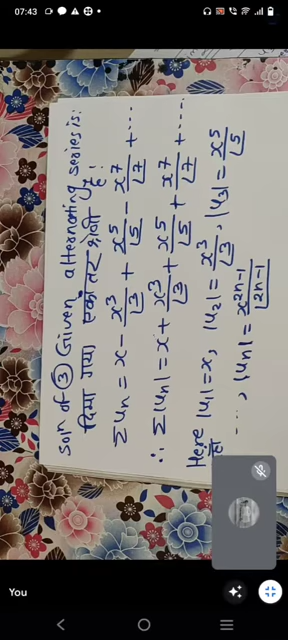 07:43
Soln of ③ Given alternating series is:
दिया गया एकांतर श्रेणी है:
∑un = x - x³/⌊3 + x⁵/⌊5 - x⁷/⌊7 + ....
∴ ∑|un| = x + x³/⌊3 + x⁵/⌊5 + x⁷/⌊7 + ....
Here |u1| = x, |u2| = x³/⌊3, |u3| = x⁵/⌊5
...., |un| = x²ⁿ⁻¹/⌊2n-1
You